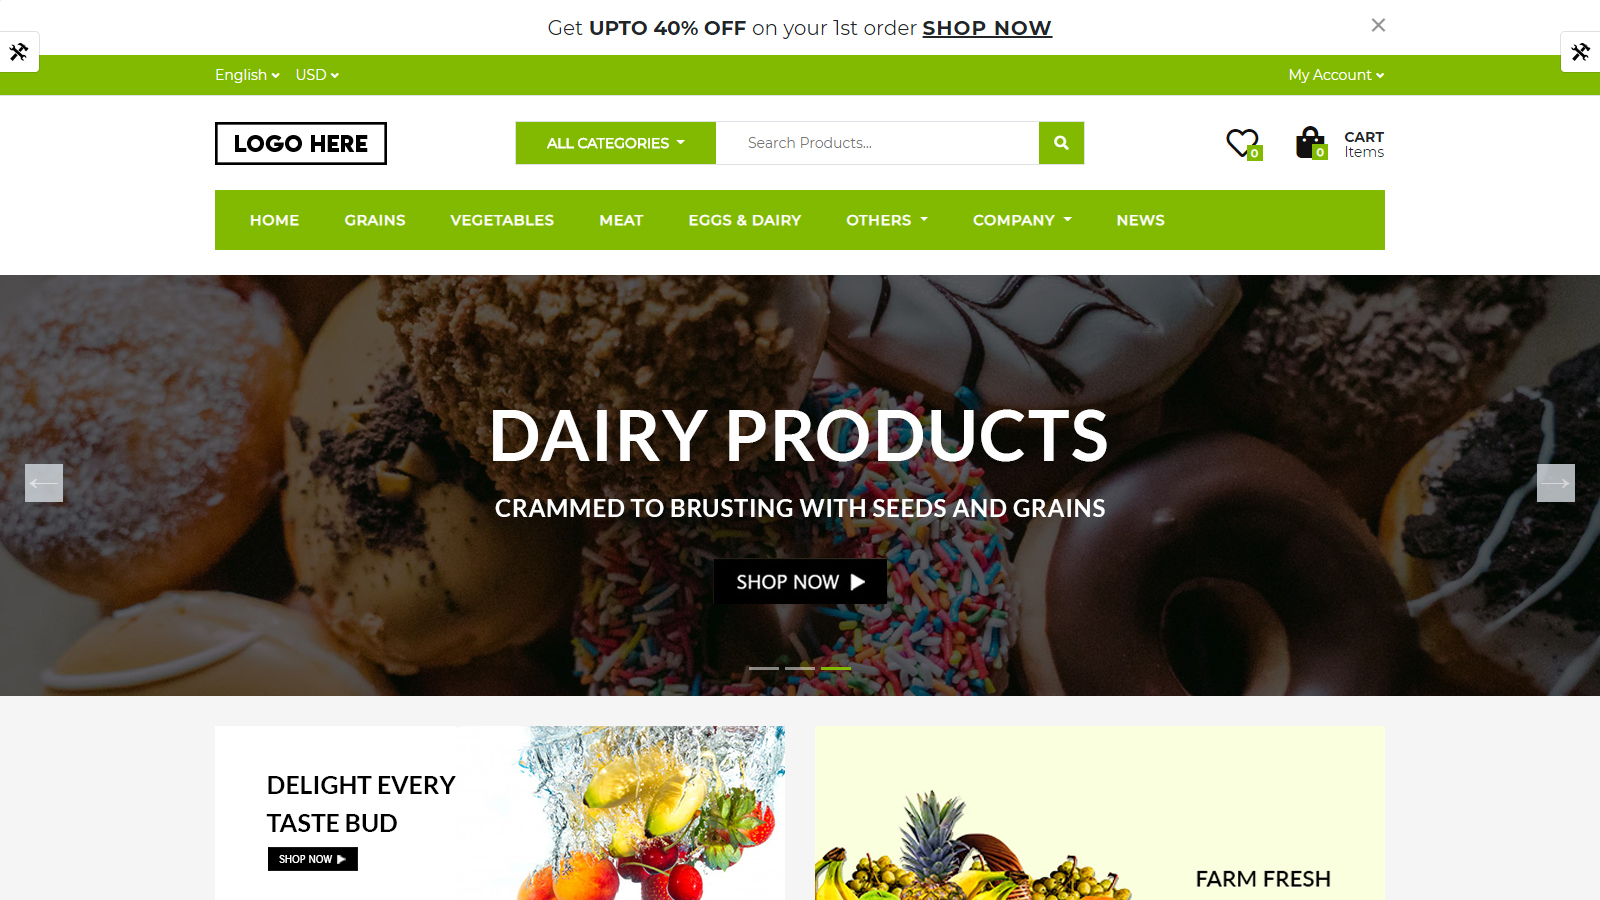 Get UPTO 40% OFF on your 1st order SHOP NOW
English USD My Account
LOGO HERE
ALL CATEGORIES
Search Products...
0
0
CART
Items
HOME GRAINS VEGETABLES MEAT EGGS & DAIRY OTHERS COMPANY NEWS
DAIRY PRODUCTS
CRAMMED TO BRUSTING WITH SEEDS AND GRAINS
SHOP NOW
DELIGHT EVERY
TASTE BUD
SHOP NOW
FARM FRESH